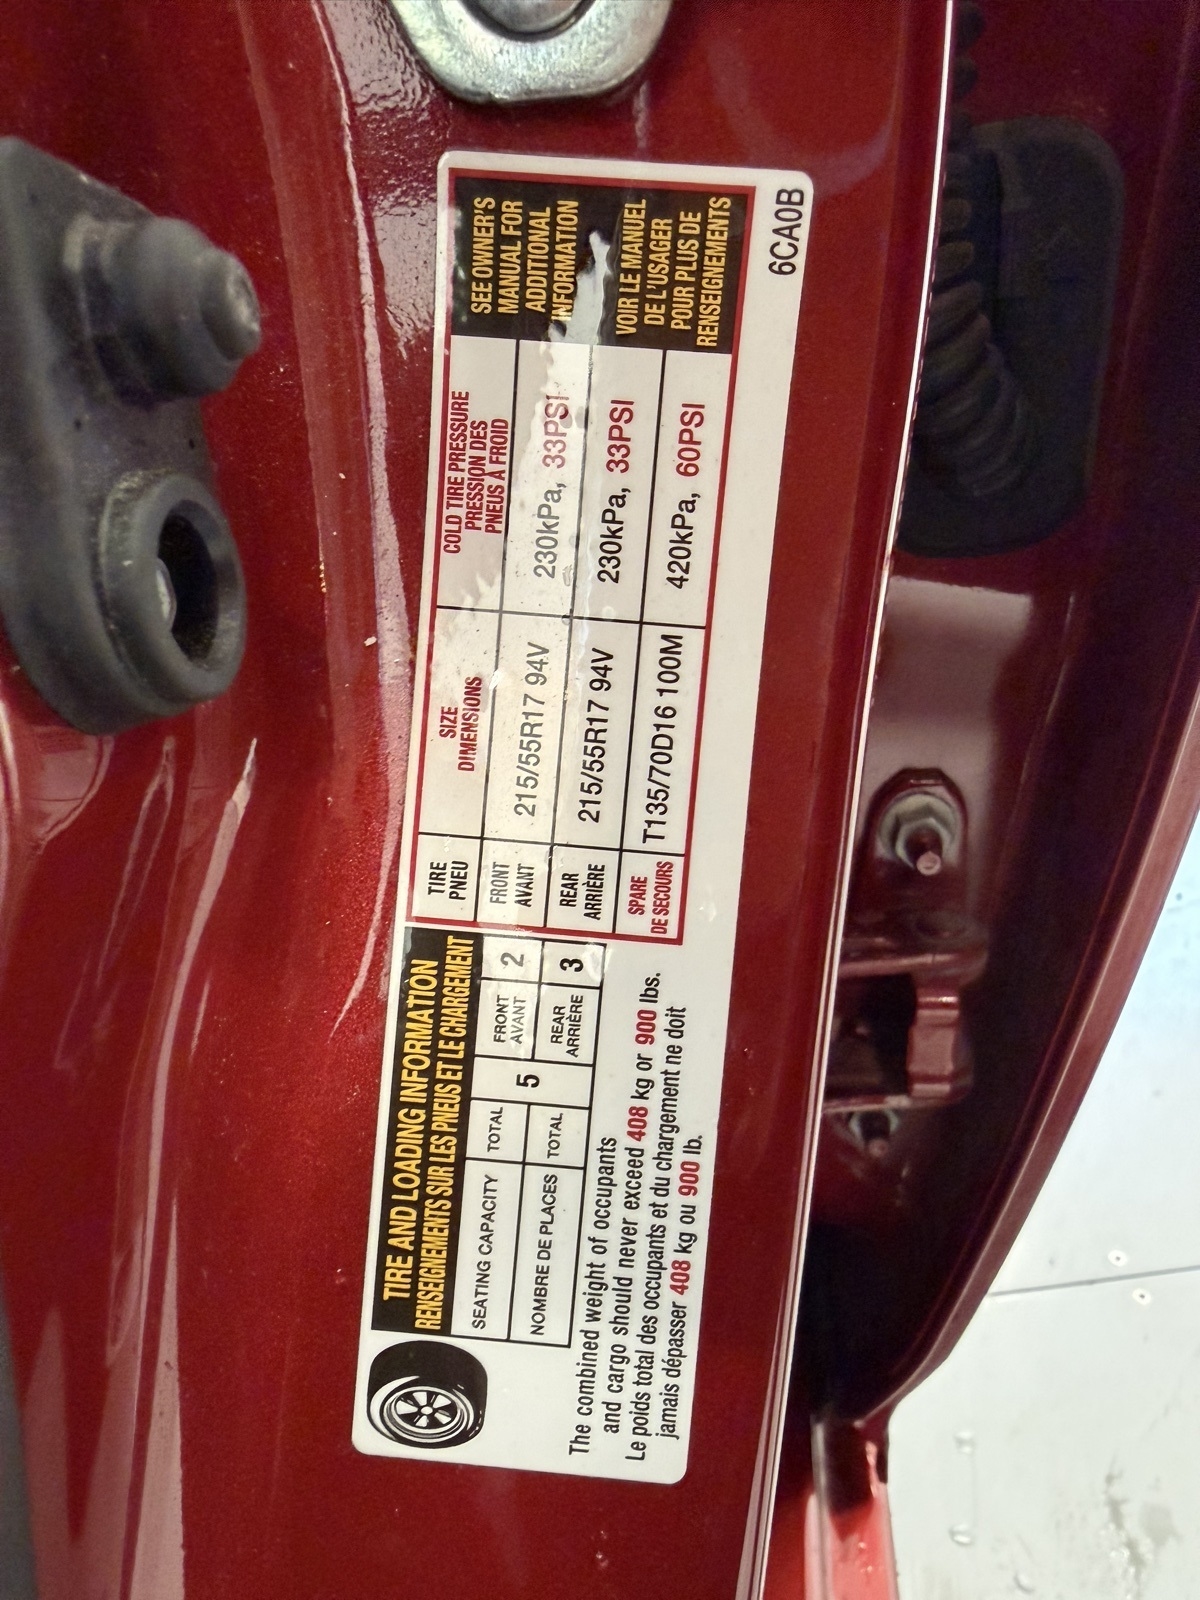 TIRE AND LOADING INFORMATION
RENSEIGNEMENTS SUR LES PNEUS ET LE CHARGEMENT
SEATING CAPACITY TOTAL 5 FRONT AVANT 2
NOMBRE DE PLACES TOTAL REAR ARRIÈRE 3
The combined weight of occupants
and cargo should never exceed 408 kg or 900 lbs.
Le poids total des occupants et du chargement ne doit
jamais dépasser 408 kg ou 900 lb.
TIRE PNEU SIZE DIMENSIONS COLD TIRE PRESSURE PRESSION DES PNEUS À FROID
FRONT AVANT 215/55R17 94V 230kPa, 33PSI
REAR ARRIÈRE 215/55R17 94V 230kPa, 33PSI
SPARE DE SECOURS T135/70D16 100M 420kPa, 60PSI
SEE OWNER'S
MANUAL FOR
ADDITIONAL
INFORMATION
VOIR LE MANUEL
DE L'USAGER
POUR PLUS DE
RENSEIGNEMENTS
6CA0B